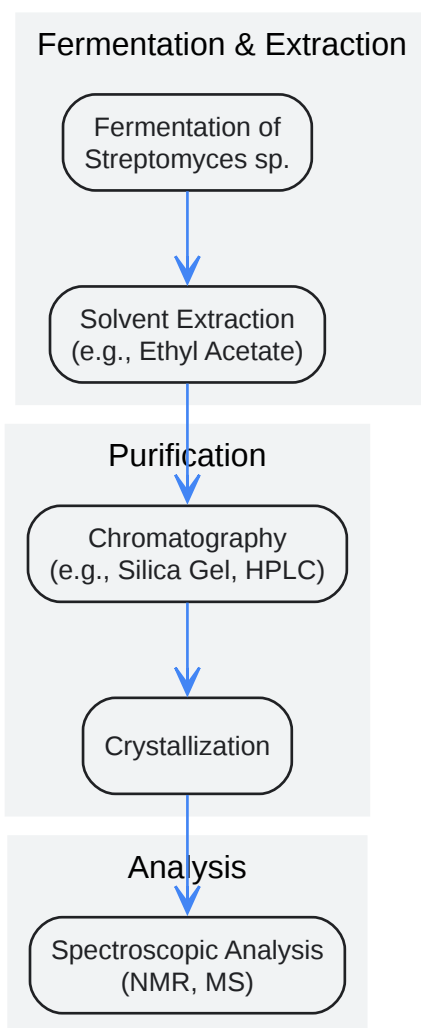 Fermentation & Extraction
Fermentation of
Streptomyces sp.
Solvent Extraction
(e.g., Ethyl Acetate)
Purification
Chromatography
(e.g., Silica Gel, HPLC)
Crystallization
Analysis
Spectroscopic Analysis
(NMR, MS)